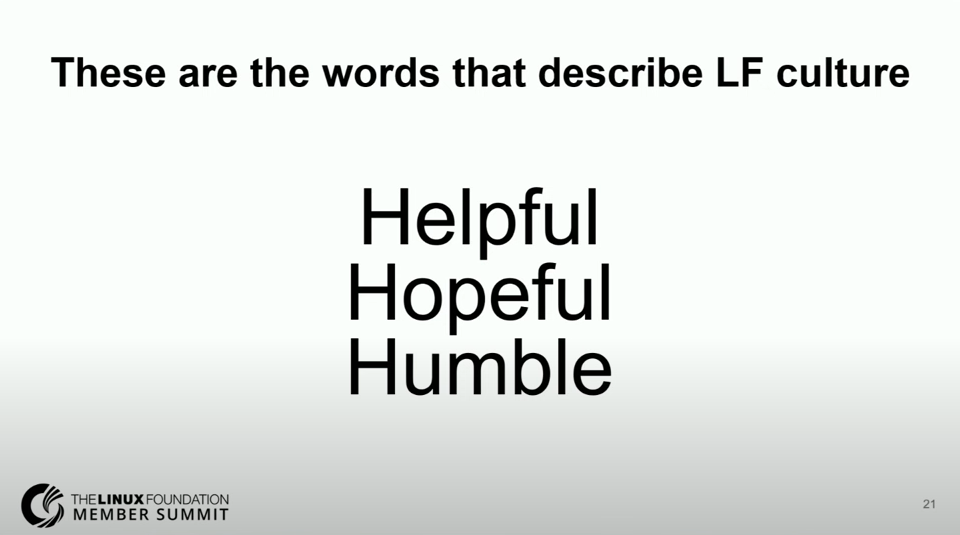 These are the words that describe LF culture
Helpful
Hopeful
Humble
THE LINUX FOUNDATION
MEMBER SUMMIT
21